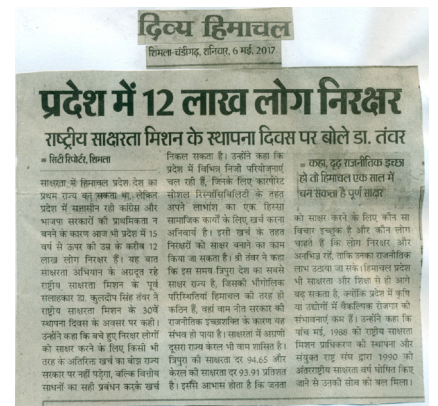 दिव्य हिमाचल
शिमला-चंडीगढ़, शनिवार, 6 मई, 2017
प्रदेश में 12 लाख लोग निरक्षर
राष्ट्रीय साक्षरता मिशन के स्थापना दिवस पर बोले डा. तंवर
सिटी रिपोर्टर, शिमला
साक्षरता में हिमाचल प्रदेश देश का
प्रथम राज्य बन सकता था, लेकिन
प्रदेश में सत्तासीन रही कांग्रेस और
भाजपा सरकारों की प्राथमिकता न
बनने के कारण आज भी प्रदेश में 15
वर्ष से ऊपर की उम्र के करीब 12
लाख लोग निरक्षर हैं। यह बात
साक्षरता अभियान के अग्रदूत रहे
राष्ट्रीय साक्षरता मिशन के पूर्व
सलाहकार डा. कुलदीप सिंह तंवर ने
राष्ट्रीय साक्षरता मिशन के 30वें
स्थापना दिवस के अवसर पर कही।
उन्होंने कहा कि बचे हुए निरक्षर लोगों
को साक्षर करने के लिए किसी भी
तरह के अतिरिक्त खर्च का बोझ राज्य
सरकार पर नहीं पड़ेगा, बल्कि वित्तीय
साधनों का सही प्रबंधन करके खर्च
निकल सकता है। उन्होंने कहा कि
प्रदेश में विभिन्न निजी परियोजनाएं
चल रही हैं, जिनके लिए कारपोरेट
सोशल रिस्पॉन्सिबिलिटी के तहत
अपने लाभांश का एक हिस्सा
सामाजिक कार्यों के लिए खर्च करना
अनिवार्य है। इसी खर्च के तहत
निरक्षरों को साक्षर बनाने का काम
किया जा सकता है। श्री तंवर ने कहा
कि इस समय त्रिपुरा देश का सबसे
साक्षर राज्य है, जिसकी भौगोलिक
परिस्थितियां हिमाचल की तरह ही
कठिन हैं, वहां वाम नीत सरकार की
राजनीतिक इच्छाशक्ति के कारण यह
संभव हो पाया है। साक्षरता में अग्रणी
दूसरा राज्य केरल भी वाम शासित है।
त्रिपुरा की साक्षरता दर 94.65 और
केरल की साक्षरता दर 93.91 प्रतिशत
है। इससे आभास होता है कि जनता
कहा, दृढ़ राजनीतिक इच्छा
हो तो हिमाचल एक साल में
बन सकता है पूर्ण साक्षर
को साक्षर करने के लिए कौन सा
विचार इच्छुक है और कौन लोग
चाहते हैं कि लोग निरक्षर और
अनभिज्ञ रहें, ताकि उनका राजनीतिक
लाभ उठाया जा सके। हिमाचल प्रदेश
भी साक्षरता और शिक्षा से ही आगे
बढ़ सकता है, क्योंकि प्रदेश में कृषि
या उद्योगों में वैकल्पिक रोजगार की
संभावनाएं कम हैं। उन्होंने कहा कि
पांच मई, 1988 को राष्ट्रीय साक्षरता
मिशन प्राधिकरण की स्थापना और
संयुक्त राष्ट्र संघ द्वारा 1990 को
अंतरराष्ट्रीय साक्षरता वर्ष घोषित किए
जाने से उनकी सोच को बल मिला।